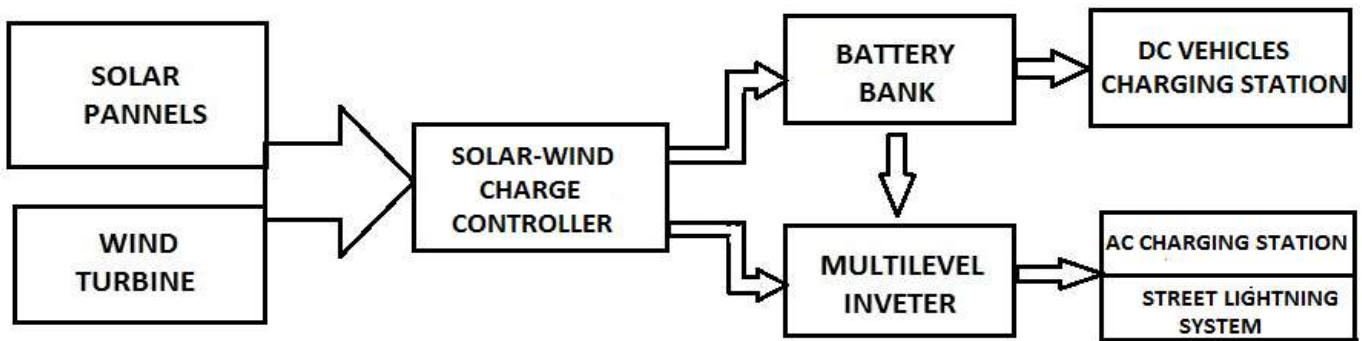 SOLAR
PANNELS
WIND
TURBINE
SOLAR-WIND
CHARGE
CONTROLLER
BATTERY
BANK
DC VEHICLES
CHARGING STATION
MULTILEVEL
INVETER
AC CHARGING STATION
STREET LIGHTNING
SYSTEM